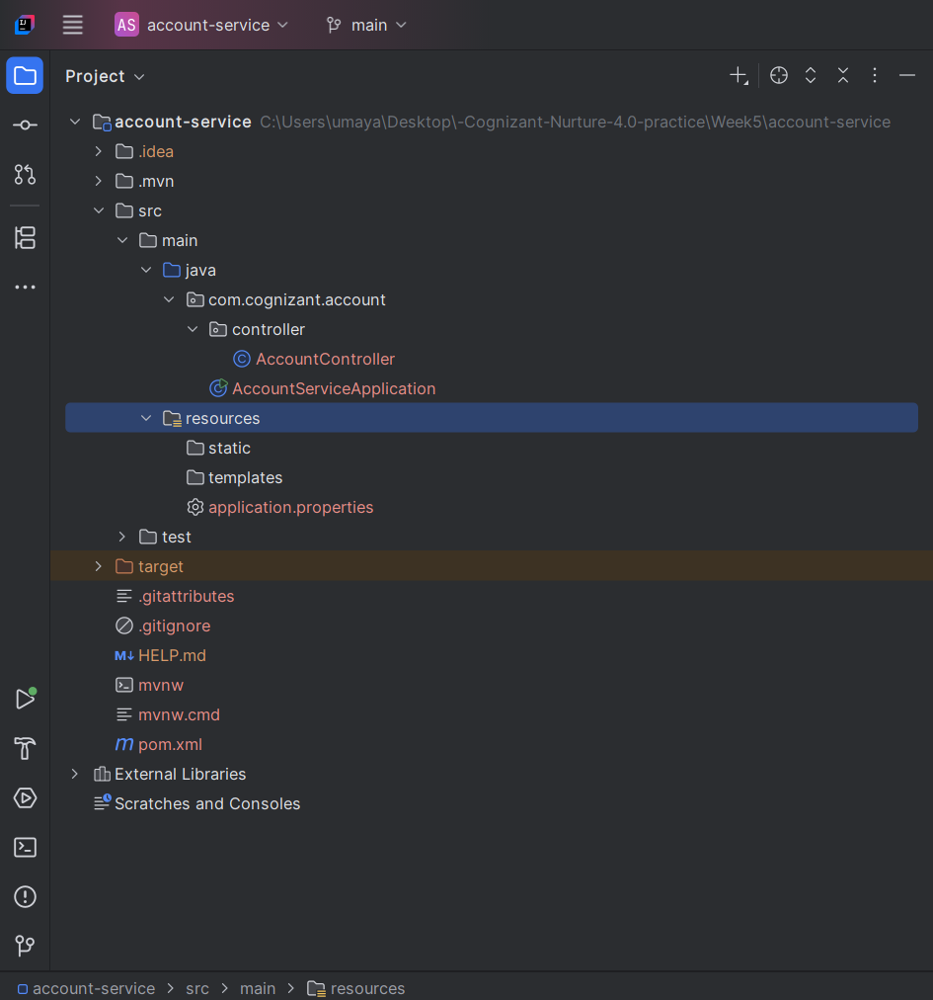 AS account-service main
Project
account-service C:\Users\umaya\Desktop\-Cognizant-Nurture-4.0-practice\Week5\account-service
.idea
.mvn
src
main
java
com.cognizant.account
controller
AccountController
AccountServiceApplication
resources
static
templates
application.properties
test
target
.gitattributes
.gitignore
HELP.md
mvnw
mvnw.cmd
pom.xml
External Libraries
Scratches and Consoles
account-service > src > main > resources